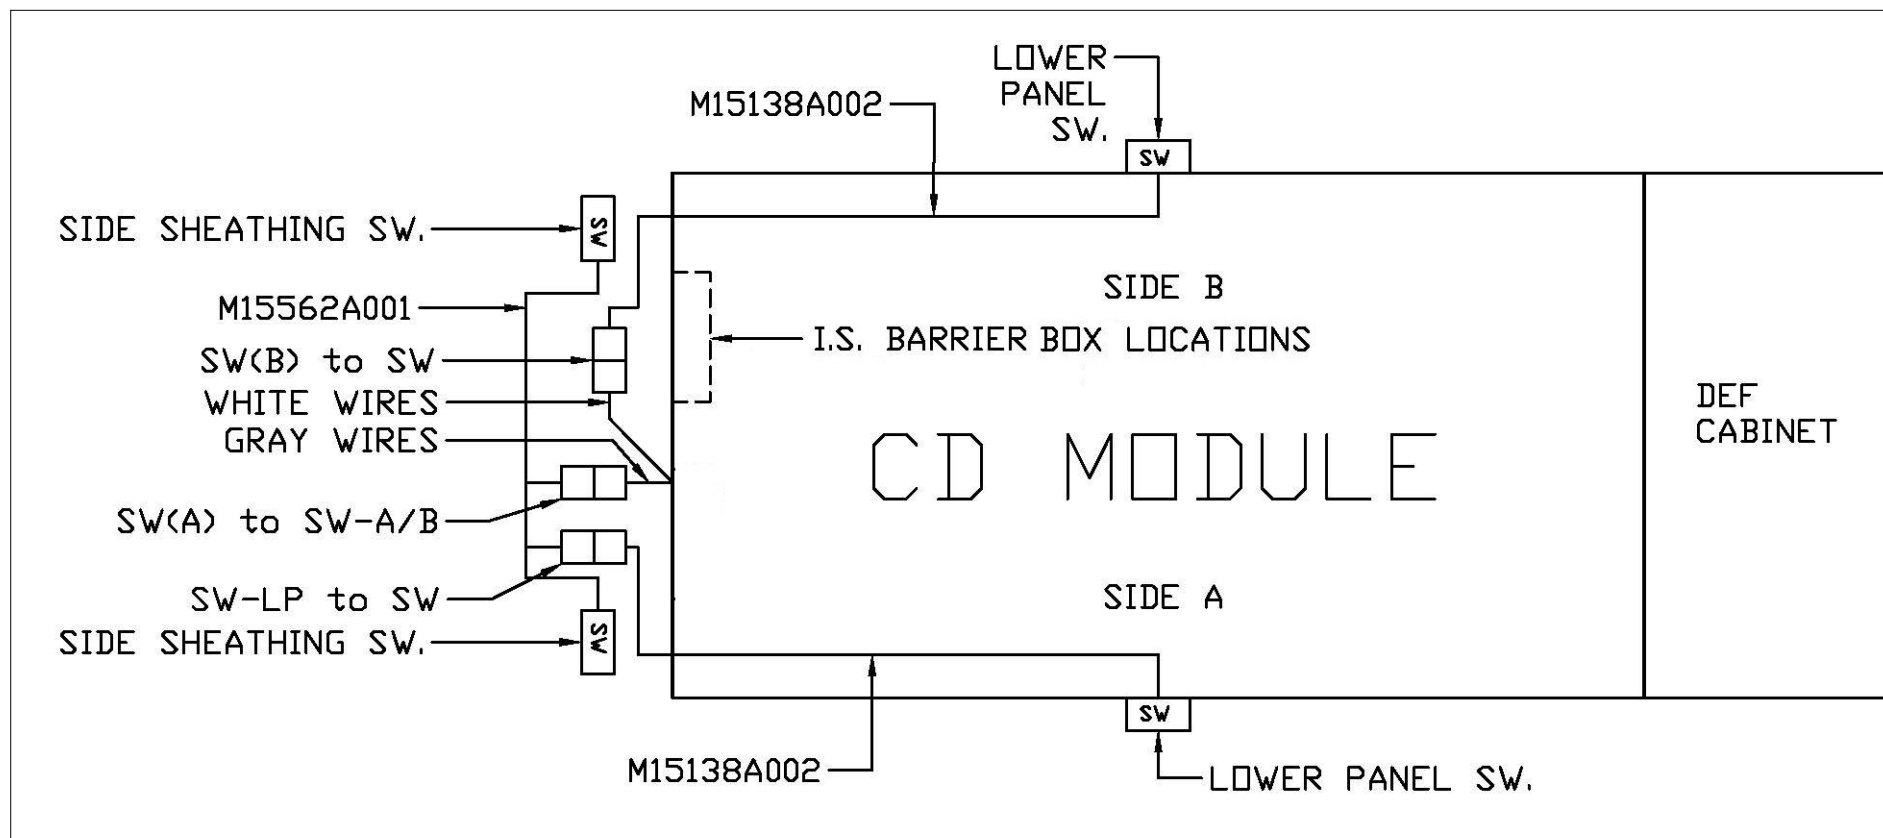 LOWER
PANEL
SW.
M15138A002
SW
SIDE SHEATHING SW.
SW
M15562A001
SIDE B
I.S. BARRIER BOX LOCATIONS
SW(B) to SW
WHITE WIRES
GRAY WIRES
DEF
CABINET
CD MODULE
SW(A) to SW-A/B
SW-LP to SW
SIDE A
SIDE SHEATHING SW.
SW
SW
M15138A002
LOWER PANEL SW.